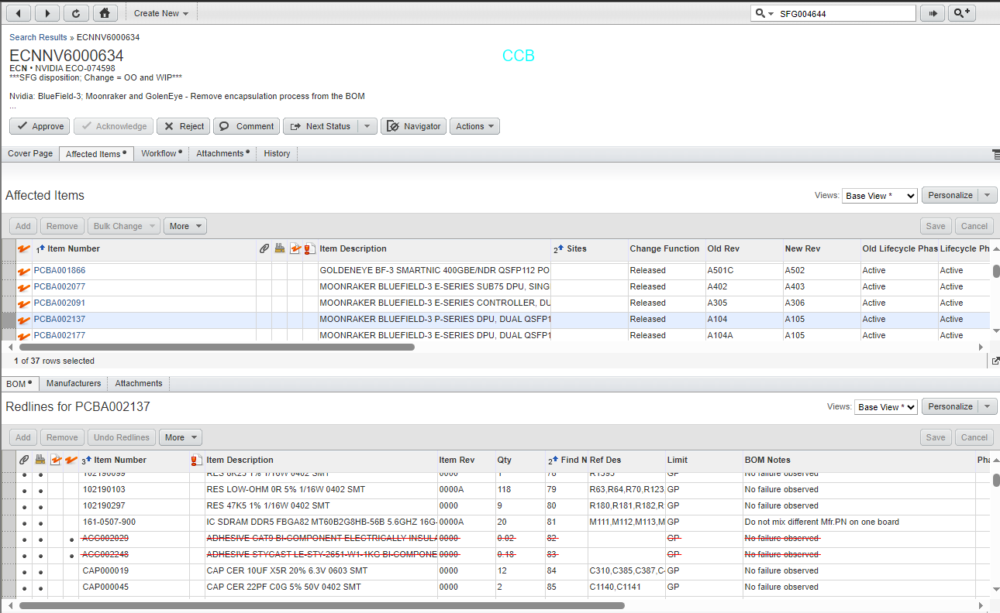 Create New
SFG004644
Search Results » ECNNV6000634
ECNNV6000634
CCB
ECN • NVIDIA ECO-074598
***SFG disposition; Change = OO and WIP***
Nvidia: BlueField-3; Moonraker and GolenEye - Remove encapsulation process from the BOM
...
Approve Acknowledge Reject Comment Next Status Navigator Actions
Cover Page Affected Items • Workflow • Attachments • History
Affected Items
Views: Base View * Personalize
Add Remove Bulk Change More Save Cancel
1 Item Number Item Description 2 Sites Change Function Old Rev New Rev Old Lifecycle Phas Lifecycle Ph
PCBA001866 GOLDENEYE BF-3 SMARTNIC 400GBE/NDR QSFP112 PO Released A501C A502 Active Active
PCBA002077 MOONRAKER BLUEFIELD-3 E-SERIES SUB75 DPU, SING Released A402 A403 Active Active
PCBA002091 MOONRAKER BLUEFIELD-3 E-SERIES CONTROLLER, DU Released A305 A306 Active Active
PCBA002137 MOONRAKER BLUEFIELD-3 P-SERIES DPU, DUAL QSFP1 Released A104 A105 Active Active
PCBA002177 MOONRAKER BLUEFIELD-3 E-SERIES DPU, DUAL QSFP1 Released A104A A105 Active Active
1 of 37 rows selected
BOM • Manufacturers Attachments
Redlines for PCBA002137
Views: Base View * Personalize
Add Remove Undo Redlines More Save Cancel
3 Item Number Item Description Item Rev Qty 2 Find N Ref Des Limit BOM Notes Pha
102190099 RES 8K25 1% 1/16W 0402 SMT 0000 1 78 R1595 GP No failure observed
102190103 RES LOW-OHM 0R 5% 1/16W 0402 SMT 0000A 118 79 R63,R64,R70,R123 GP No failure observed
102190297 RES 47K5 1% 1/16W 0402 SMT 0000 9 80 R180,R181,R182,R GP No failure observed
161-0507-900 IC SDRAM DDR5 FBGA82 MT60B2G8HB-56B 5.6GHZ 16G- 0000A 20 81 M111,M112,M113,M GP Do not mix different Mfr.PN on one board
ACC002029 ADHESIVE CAT9 BI-COMPONENT ELECTRICALLY INSULA 0000 0.02 82 GP No failure observed
ACC002248 ADHESIVE STYCAST LE-STY-2651-W1-1KG BI-COMPONE 0000 0.18 83 GP No failure observed
CAP000019 CAP CER 10UF X5R 20% 6.3V 0603 SMT 0000 12 84 C310,C385,C387,C4 GP No failure observed
CAP000045 CAP CER 22PF C0G 5% 50V 0402 SMT 0000 2 85 C1140,C1141 GP No failure observed